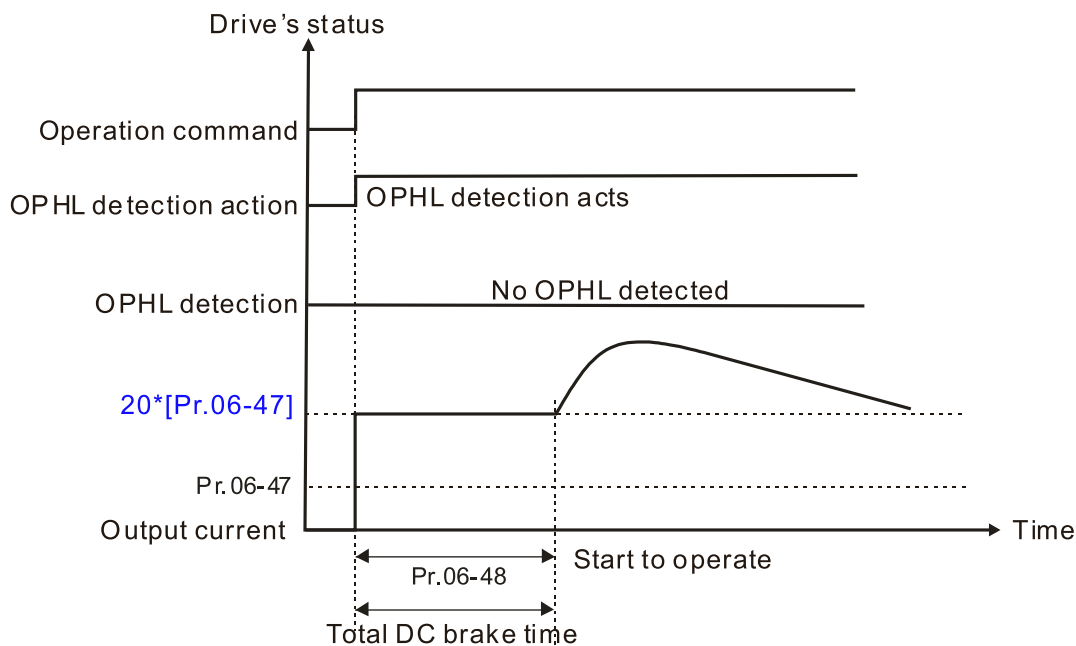 Drive's status
Operation command
OPHL detection action
OPHL detection acts
OPHL detection
No OPHL detected
20*[Pr.06-47]
Pr.06-47
Output current
Time
Start to operate
Pr.06-48
Total DC brake time